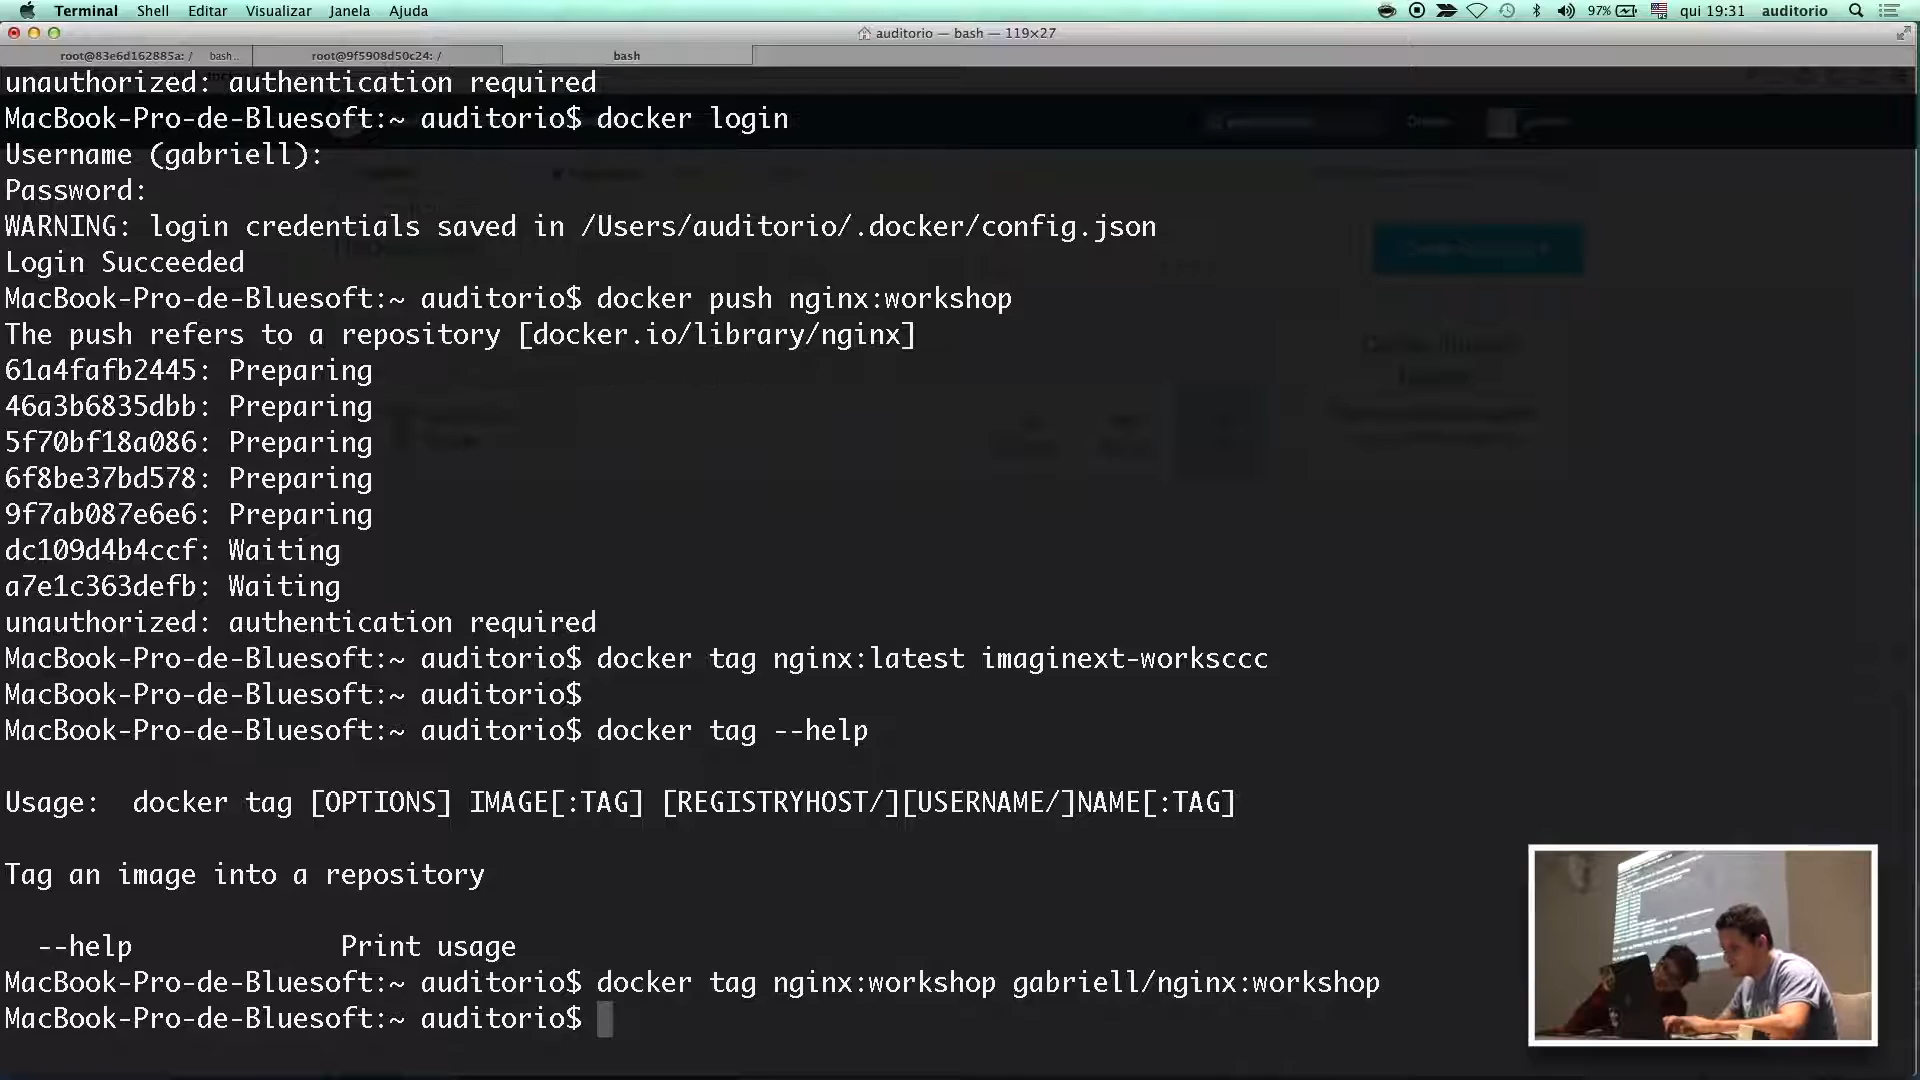 Terminal Shell Editar Visualizar Janela Ajuda 97% qui 19:31 auditorio
auditorio — bash — 119×27
root@83e6d162885a: / bash... root@9f5908d50c24: / bash
unauthorized: authentication required
MacBook-Pro-de-Bluesoft:~ auditorio$ docker login
Username (gabriell):
Password:
WARNING: login credentials saved in /Users/auditorio/.docker/config.json
Login Succeeded
MacBook-Pro-de-Bluesoft:~ auditorio$ docker push nginx:workshop
The push refers to a repository [docker.io/library/nginx]
61a4fafb2445: Preparing
46a3b6835dbb: Preparing
5f70bf18a086: Preparing
6f8be37bd578: Preparing
9f7ab087e6e6: Preparing
dc109d4b4ccf: Waiting
a7e1c363defb: Waiting
unauthorized: authentication required
MacBook-Pro-de-Bluesoft:~ auditorio$ docker tag nginx:latest imaginext-worksccc
MacBook-Pro-de-Bluesoft:~ auditorio$
MacBook-Pro-de-Bluesoft:~ auditorio$ docker tag --help
Usage:  docker tag [OPTIONS] IMAGE[:TAG] [REGISTRYHOST/][USERNAME/]NAME[:TAG]
Tag an image into a repository
--help Print usage
MacBook-Pro-de-Bluesoft:~ auditorio$ docker tag nginx:workshop gabriell/nginx:workshop
MacBook-Pro-de-Bluesoft:~ auditorio$